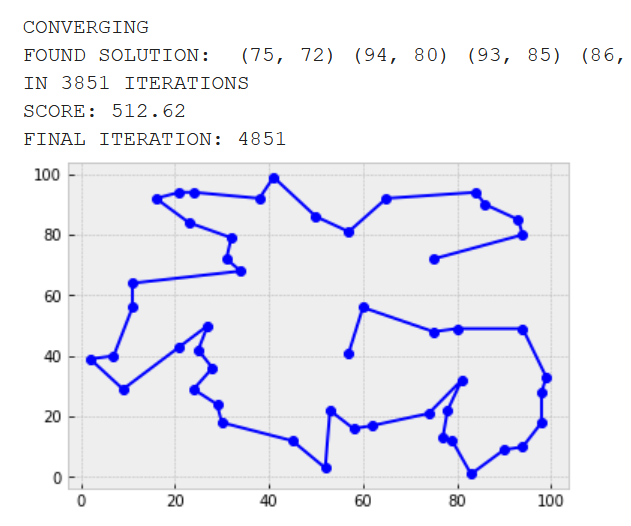 CONVERGING
FOUND SOLUTION:  (75, 72) (94, 80) (93, 85) (86,
IN 3851 ITERATIONS
SCORE: 512.62
FINAL ITERATION: 4851
100
80
60
40
20
0
0 20 40 60 80 100